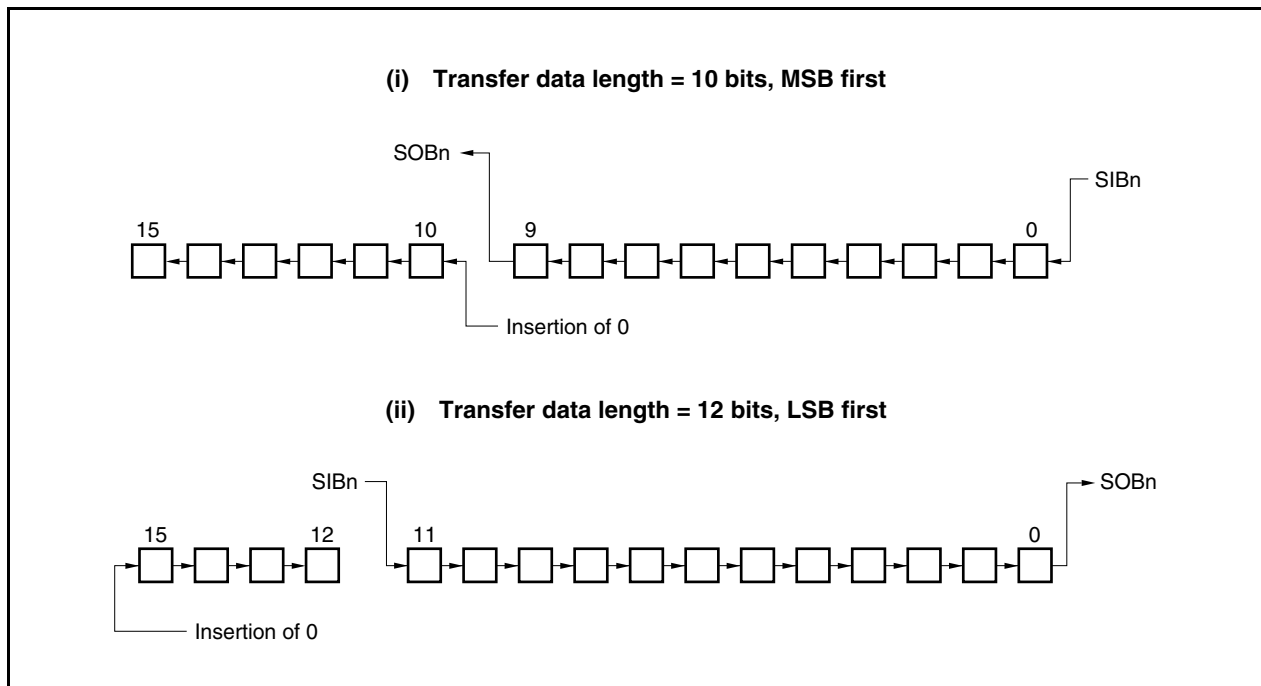 (i) Transfer data length = 10 bits, MSB first
SOBn
SIBn
15 10 9 0
Insertion of 0
(ii) Transfer data length = 12 bits, LSB first
SIBn SOBn
15 12 11 0
Insertion of 0